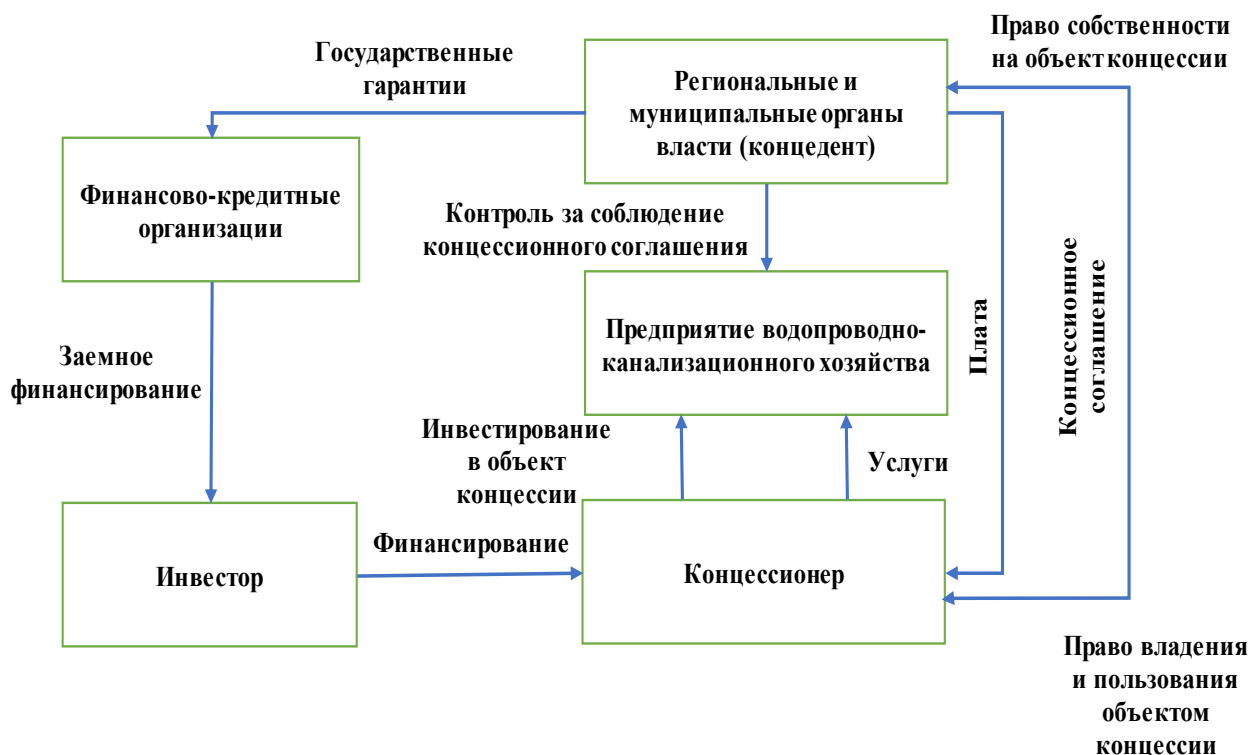 Государственные
гарантии
Региональные и
муниципальные органы
власти (концедент)
Право собственности
на объект концессии
Финансово-кредитные
организации
Контроль за соблюдение
концессионного соглашения
Предприятие водопроводно-
канализационного хозяйства
Плата
Концессионное
соглашение
Заемное
финансирование
Инвестирование
в объект
концессии
Услуги
Инвестор
Финансирование
Концессионер
Право владения
и пользования
объектом
концессии